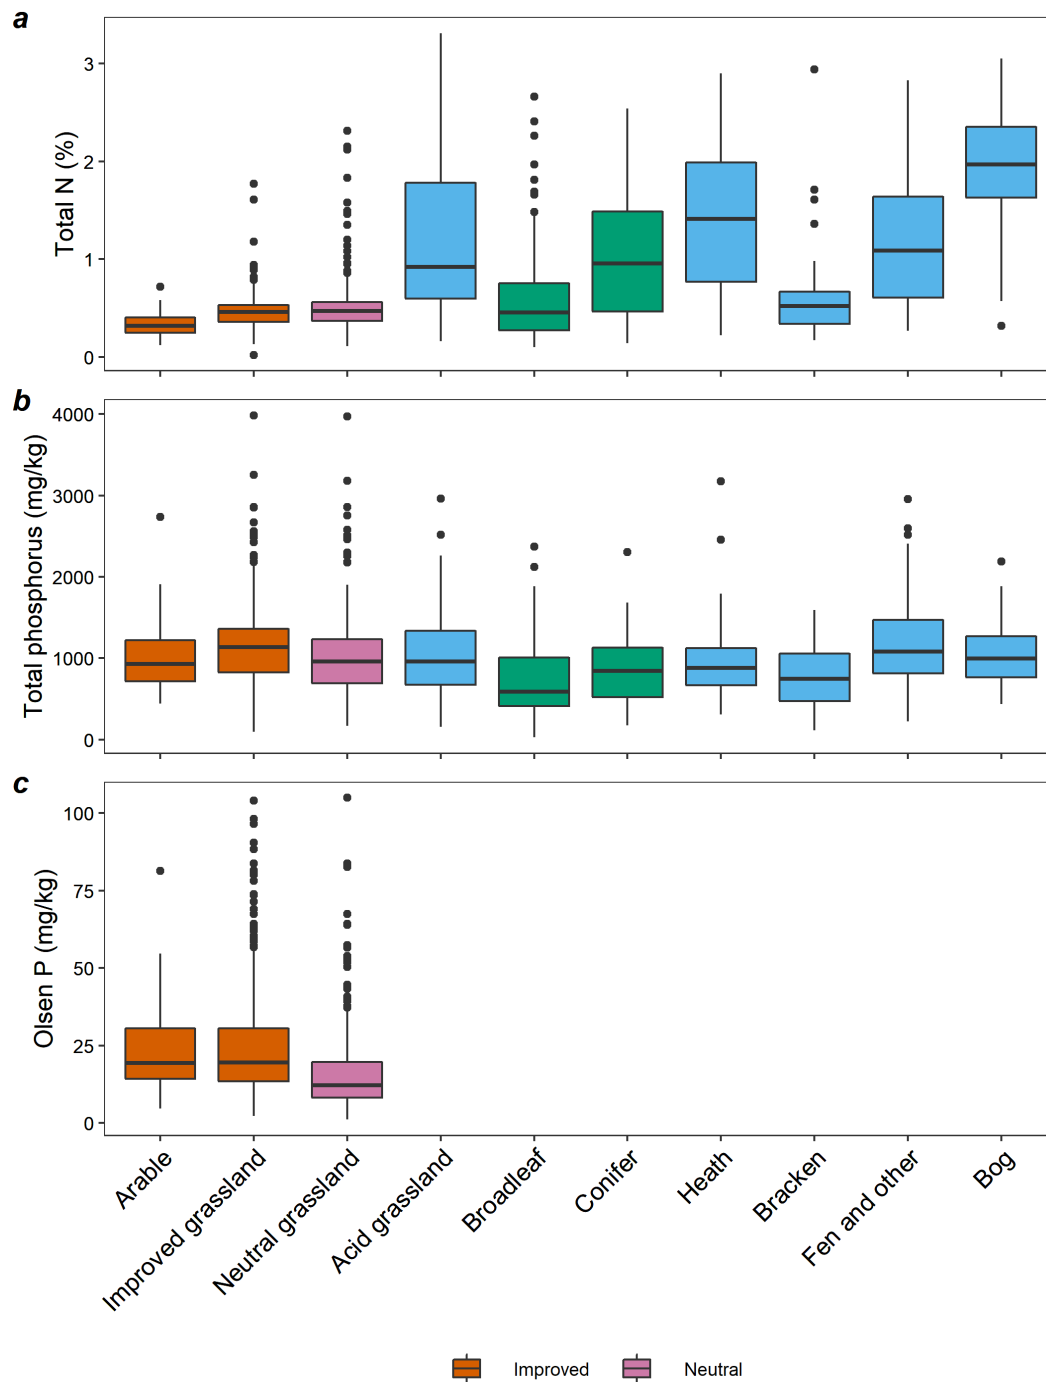 a
Total N (%)
3
2
1
0
b
Total phosphorus (mg/kg)
4000
3000
2000
1000
0
c
Olsen P (mg/kg)
100
75
50
25
0
Arable
Improved grassland
Neutral grassland
Acid grassland
Broadleaf
Conifer
Heath
Bracken
Fen and other
Bog
Improved
Neutral